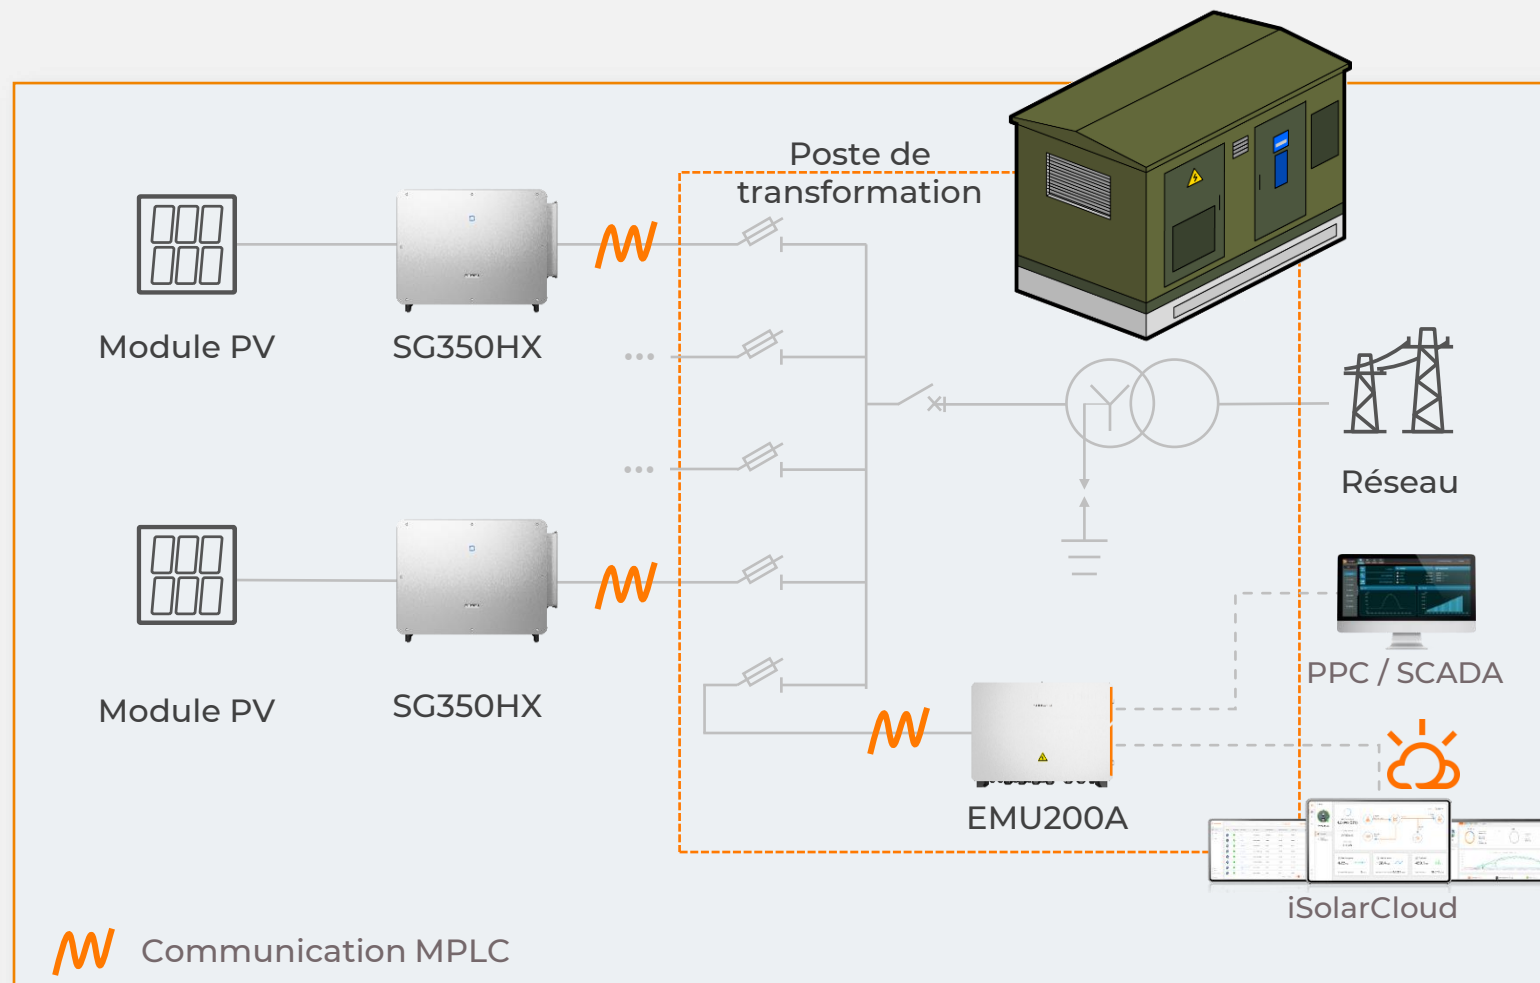 Poste de
transformation
Module PV
SG350HX
Réseau
Module PV
SG350HX
PPC / SCADA
EMU200A
iSolarCloud
Communication MPLC